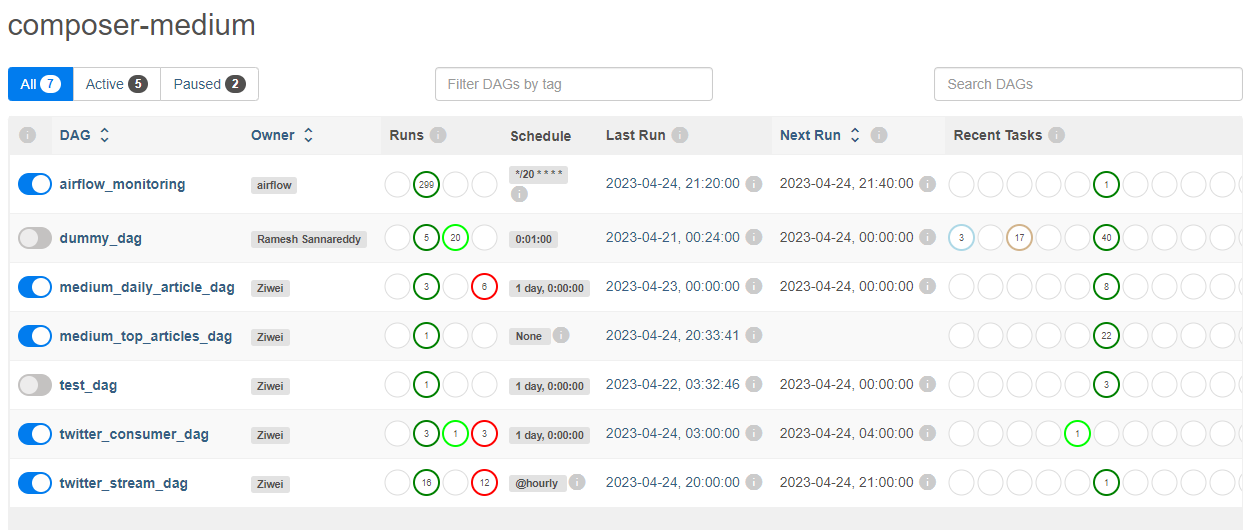 composer-medium
All 7 Active 5 Paused 2 Filter DAGs by tag Search DAGs
i DAG Owner Runs i Schedule Last Run i Next Run i Recent Tasks i
airflow_monitoring airflow 299 */20 * * * * i 2023-04-24, 21:20:00 i 2023-04-24, 21:40:00 i 1
dummy_dag Ramesh Sannareddy 5 20 0:01:00 2023-04-21, 00:24:00 i 2023-04-24, 00:00:00 i 3 17 40
medium_daily_article_dag Ziwei 3 6 1 day, 0:00:00 2023-04-23, 00:00:00 i 2023-04-24, 00:00:00 i 8
medium_top_articles_dag Ziwei 1 None i 2023-04-24, 20:33:41 i 22
test_dag Ziwei 1 1 day, 0:00:00 2023-04-22, 03:32:46 i 2023-04-24, 00:00:00 i 3
twitter_consumer_dag Ziwei 3 1 3 1 day, 0:00:00 2023-04-24, 03:00:00 i 2023-04-24, 04:00:00 i 1
twitter_stream_dag Ziwei 16 12 @hourly i 2023-04-24, 20:00:00 i 2023-04-24, 21:00:00 i 1